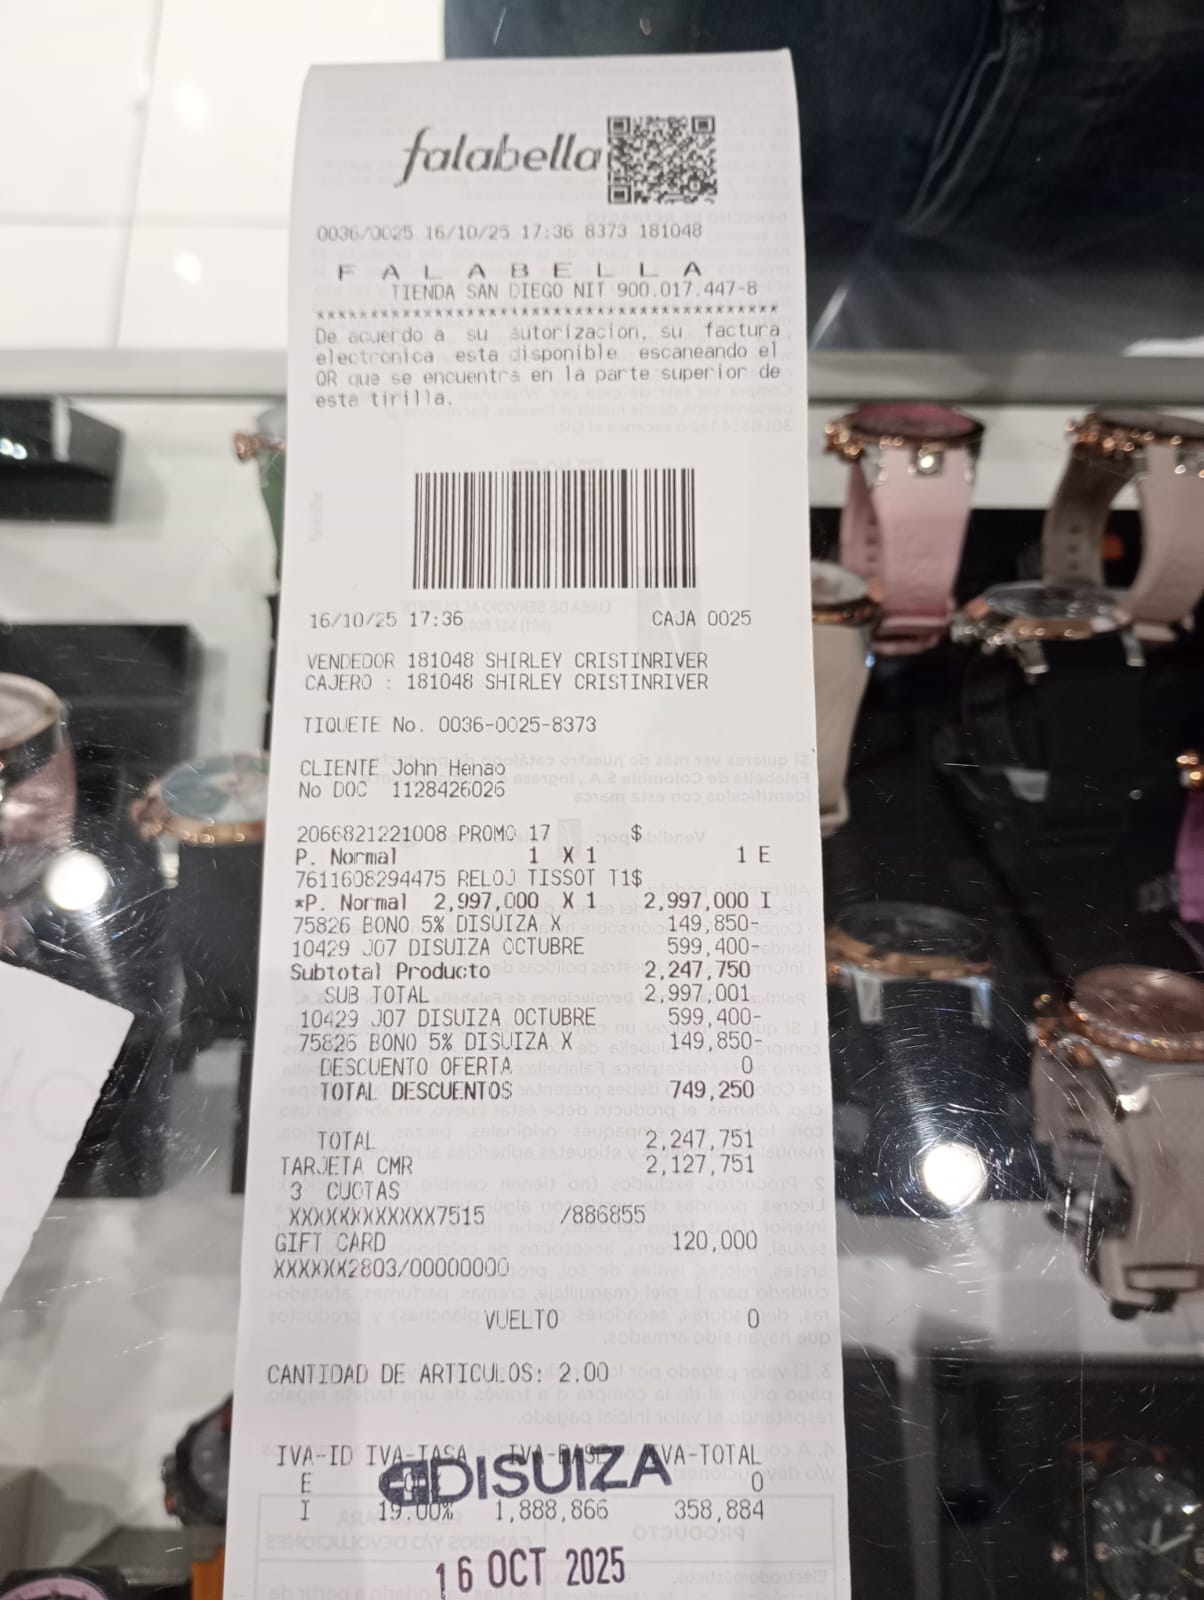 falabella
0036/0025 16/10/25 17:36 8373 181048
F A L A B E L L A
TIENDA SAN DIEGO NIT 900.017.447-8
******************************************
De acuerdo a su autorizacion, su factura
electronica esta disponible escaneando el
QR que se encuentra en la parte superior de
esta tirilla.
16/10/25 17:36 CAJA 0025
VENDEDOR 181048 SHIRLEY CRISTINRIVER
CAJERO : 181048 SHIRLEY CRISTINRIVER
TIQUETE No. 0036-0025-8373
CLIENTE John Henao
No DOC 1128426026
2066821221008 PROMO 17 $
P. Normal 1 X 1 1 E
7611608294475 RELOJ TISSOT T1$
*P. Normal 2,997,000 X 1 2,997,000 I
75826 BONO 5% DISUIZA X 149,850-
10429 J07 DISUIZA OCTUBRE 599,400-
Subtotal Producto 2,247,750
SUB TOTAL 2,997,001
10429 J07 DISUIZA OCTUBRE 599,400-
75826 BONO 5% DISUIZA X 149,850-
DESCUENTO OFERTA 0
TOTAL DESCUENTOS 749,250
TOTAL 2,247,751
TARJETA CMR 2,127,751
3 CUOTAS
XXXXXXXXXXXX7515 /886855
GIFT CARD 120,000
XXXXXX2803/00000000
VUELTO 0
CANTIDAD DE ARTICULOS: 2.00
IVA-ID IVA-TASA IVA-BASE IVA-TOTAL
E 0
DISUIZA
I 19.00% 1,888,866 358,884
16 OCT 2025